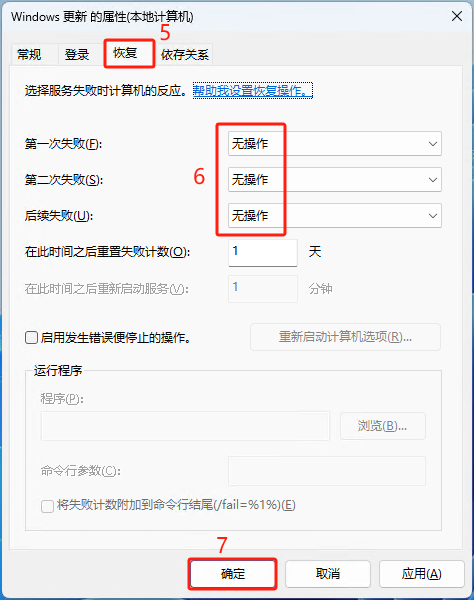 Windows 更新 的属性(本地计算机)
5
常规 登录 恢复 依存关系
选择服务失败时计算机的反应。帮助我设置恢复操作。
第一次失败(F): 无操作
6
第二次失败(S): 无操作
后续失败(U): 无操作
在此时间之后重置失败计数(O): 1 天
在此时间之后重新启动服务(V): 1 分钟
启用发生错误便停止的操作。 重新启动计算机选项(R)...
运行程序
程序(P):
浏览(B)...
命令行参数(C):
将失败计数附加到命令行结尾(/fail=%1%)(E)
7
确定 取消 应用(A)